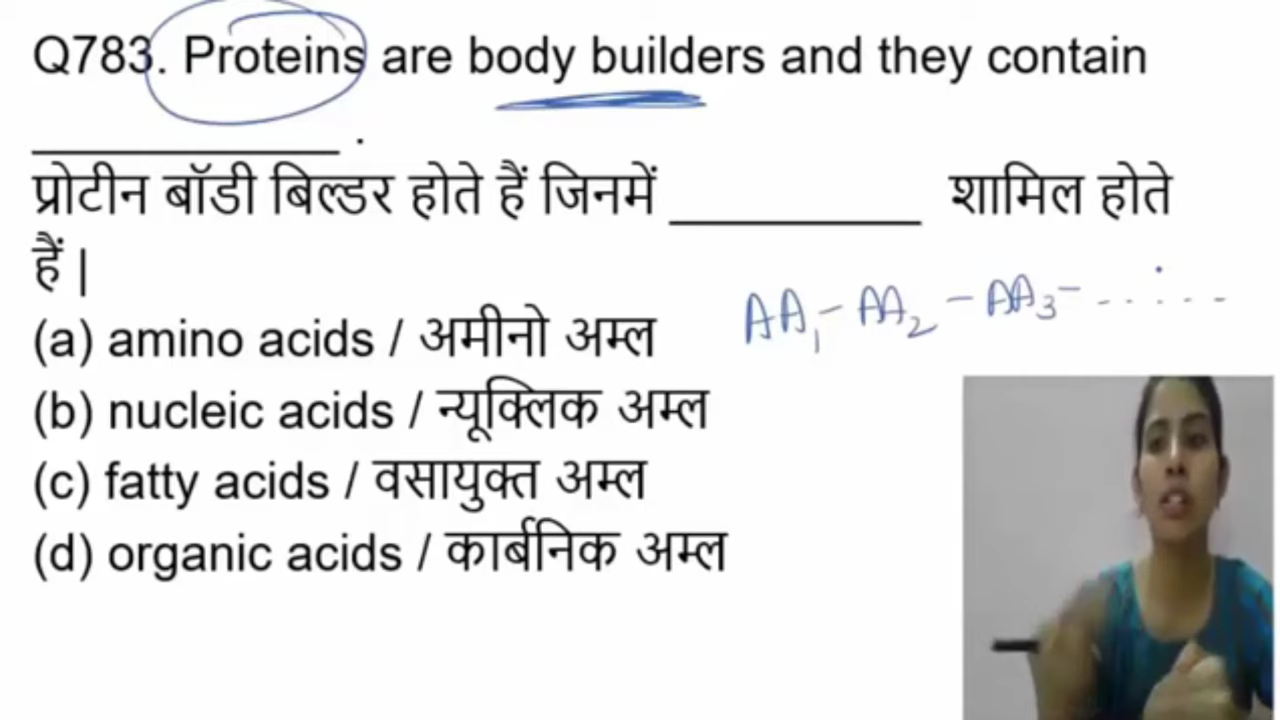 Q783. Proteins are body builders and they contain
____________ .
प्रोटीन बॉडी बिल्डर होते हैं जिनमें __________ शामिल होते
हैं |
AA1 - AA2 - AA3 - ......
(a) amino acids / अमीनो अम्ल
(b) nucleic acids / न्यूक्लिक अम्ल
(c) fatty acids / वसायुक्त अम्ल
(d) organic acids / कार्बनिक अम्ल